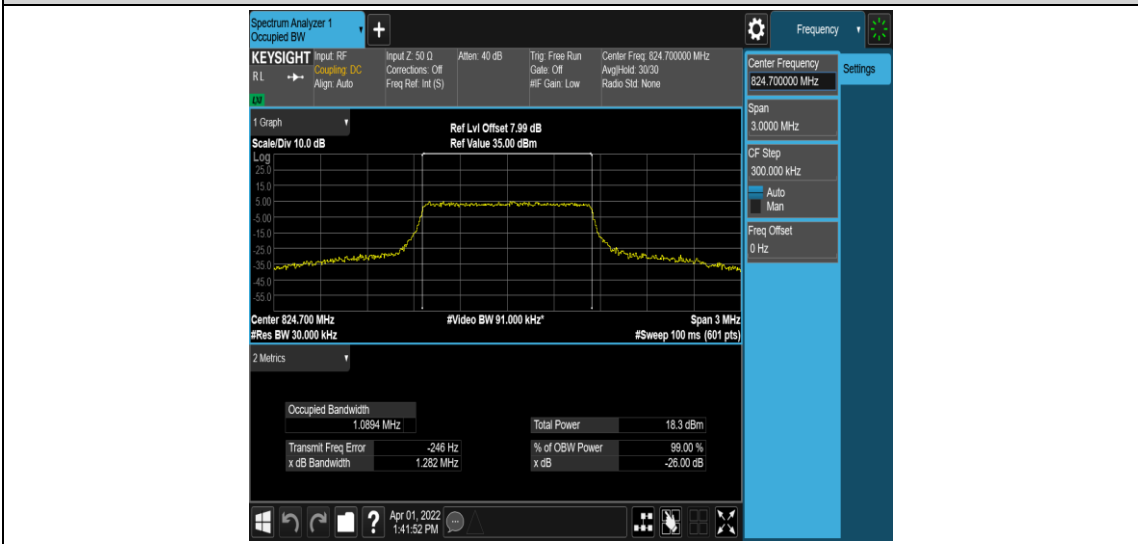 Spectrum Analyzer 1
Occupied BW
+
Frequency
KEYSIGHT
R L
LXI
Input: RF
Coupling: DC
Align: Auto
Input Z: 50 Ω
Corrections: Off
Freq Ref: Int (S)
Atten: 40 dB
Trig: Free Run
Gate: Off
#IF Gain: Low
Center Freq: 824.700000 MHz
Avg|Hold: 30/30
Radio Std: None
Center Frequency
824.700000 MHz
Settings
Span
3.0000 MHz
CF Step
300.000 kHz
Auto
Man
Freq Offset
0 Hz
1 Graph
Scale/Div 10.0 dB
Ref Lvl Offset 7.99 dB
Ref Value 35.00 dBm
Log
25.0
15.0
5.00
-5.00
-15.0
-25.0
-35.0
-45.0
-55.0
Center 824.700 MHz
#Video BW 91.000 kHz*
Span 3 MHz
#Res BW 30.000 kHz
#Sweep 100 ms (601 pts)
2 Metrics
Occupied Bandwidth
1.0894 MHz
Total Power 18.3 dBm
Transmit Freq Error -246 Hz
% of OBW Power 99.00 %
x dB Bandwidth 1.282 MHz
x dB -26.00 dB
?
Apr 01, 2022
1:41:52 PM